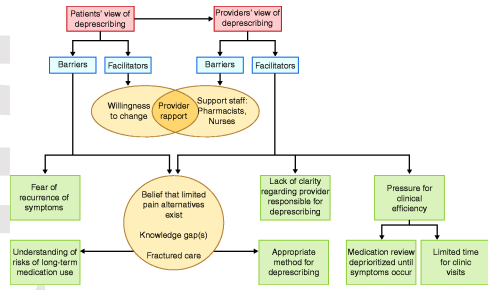 Patients' view of
deprescribing
Providers' view of
deprescribing
Barriers
Facilitators
Barriers
Facilitators
Willingness
to change
Provider
rapport
Support staff:
Pharmacists,
Nurses
Fear of
recurrence of
symptoms
Belief that limited
pain alternatives
exist
Knowledge gap(s)
Fractured care
Lack of clarity
regarding provider
responsible for
deprescribing
Pressure for
clinical
efficiency
Understanding of
risks of long-term
medication use
Appropriate
method for
deprescribing
Medication review
deprioritized until
symptoms occur
Limited time
for clinic
visits